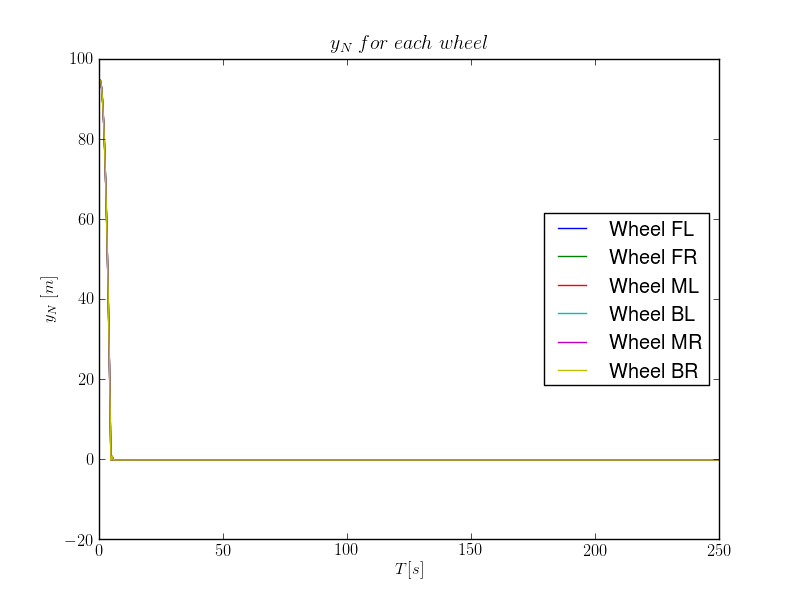 y_N for each wheel
100
80
60
40
20
0
−20
y_N [m]
0 50 100 150 200 250
T[s]
Wheel FL
Wheel FR
Wheel ML
Wheel BL
Wheel MR
Wheel BR